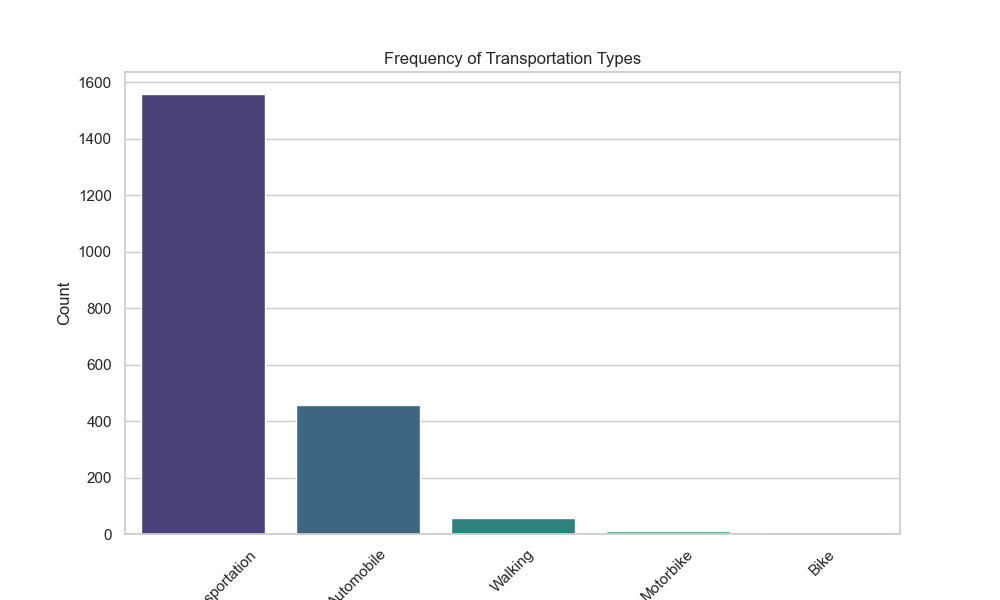 Frequency of Transportation Types
1600
1400
1200
1000
800
600
400
200
0
Count
sportation
Automobile
Walking
Motorbike
Bike